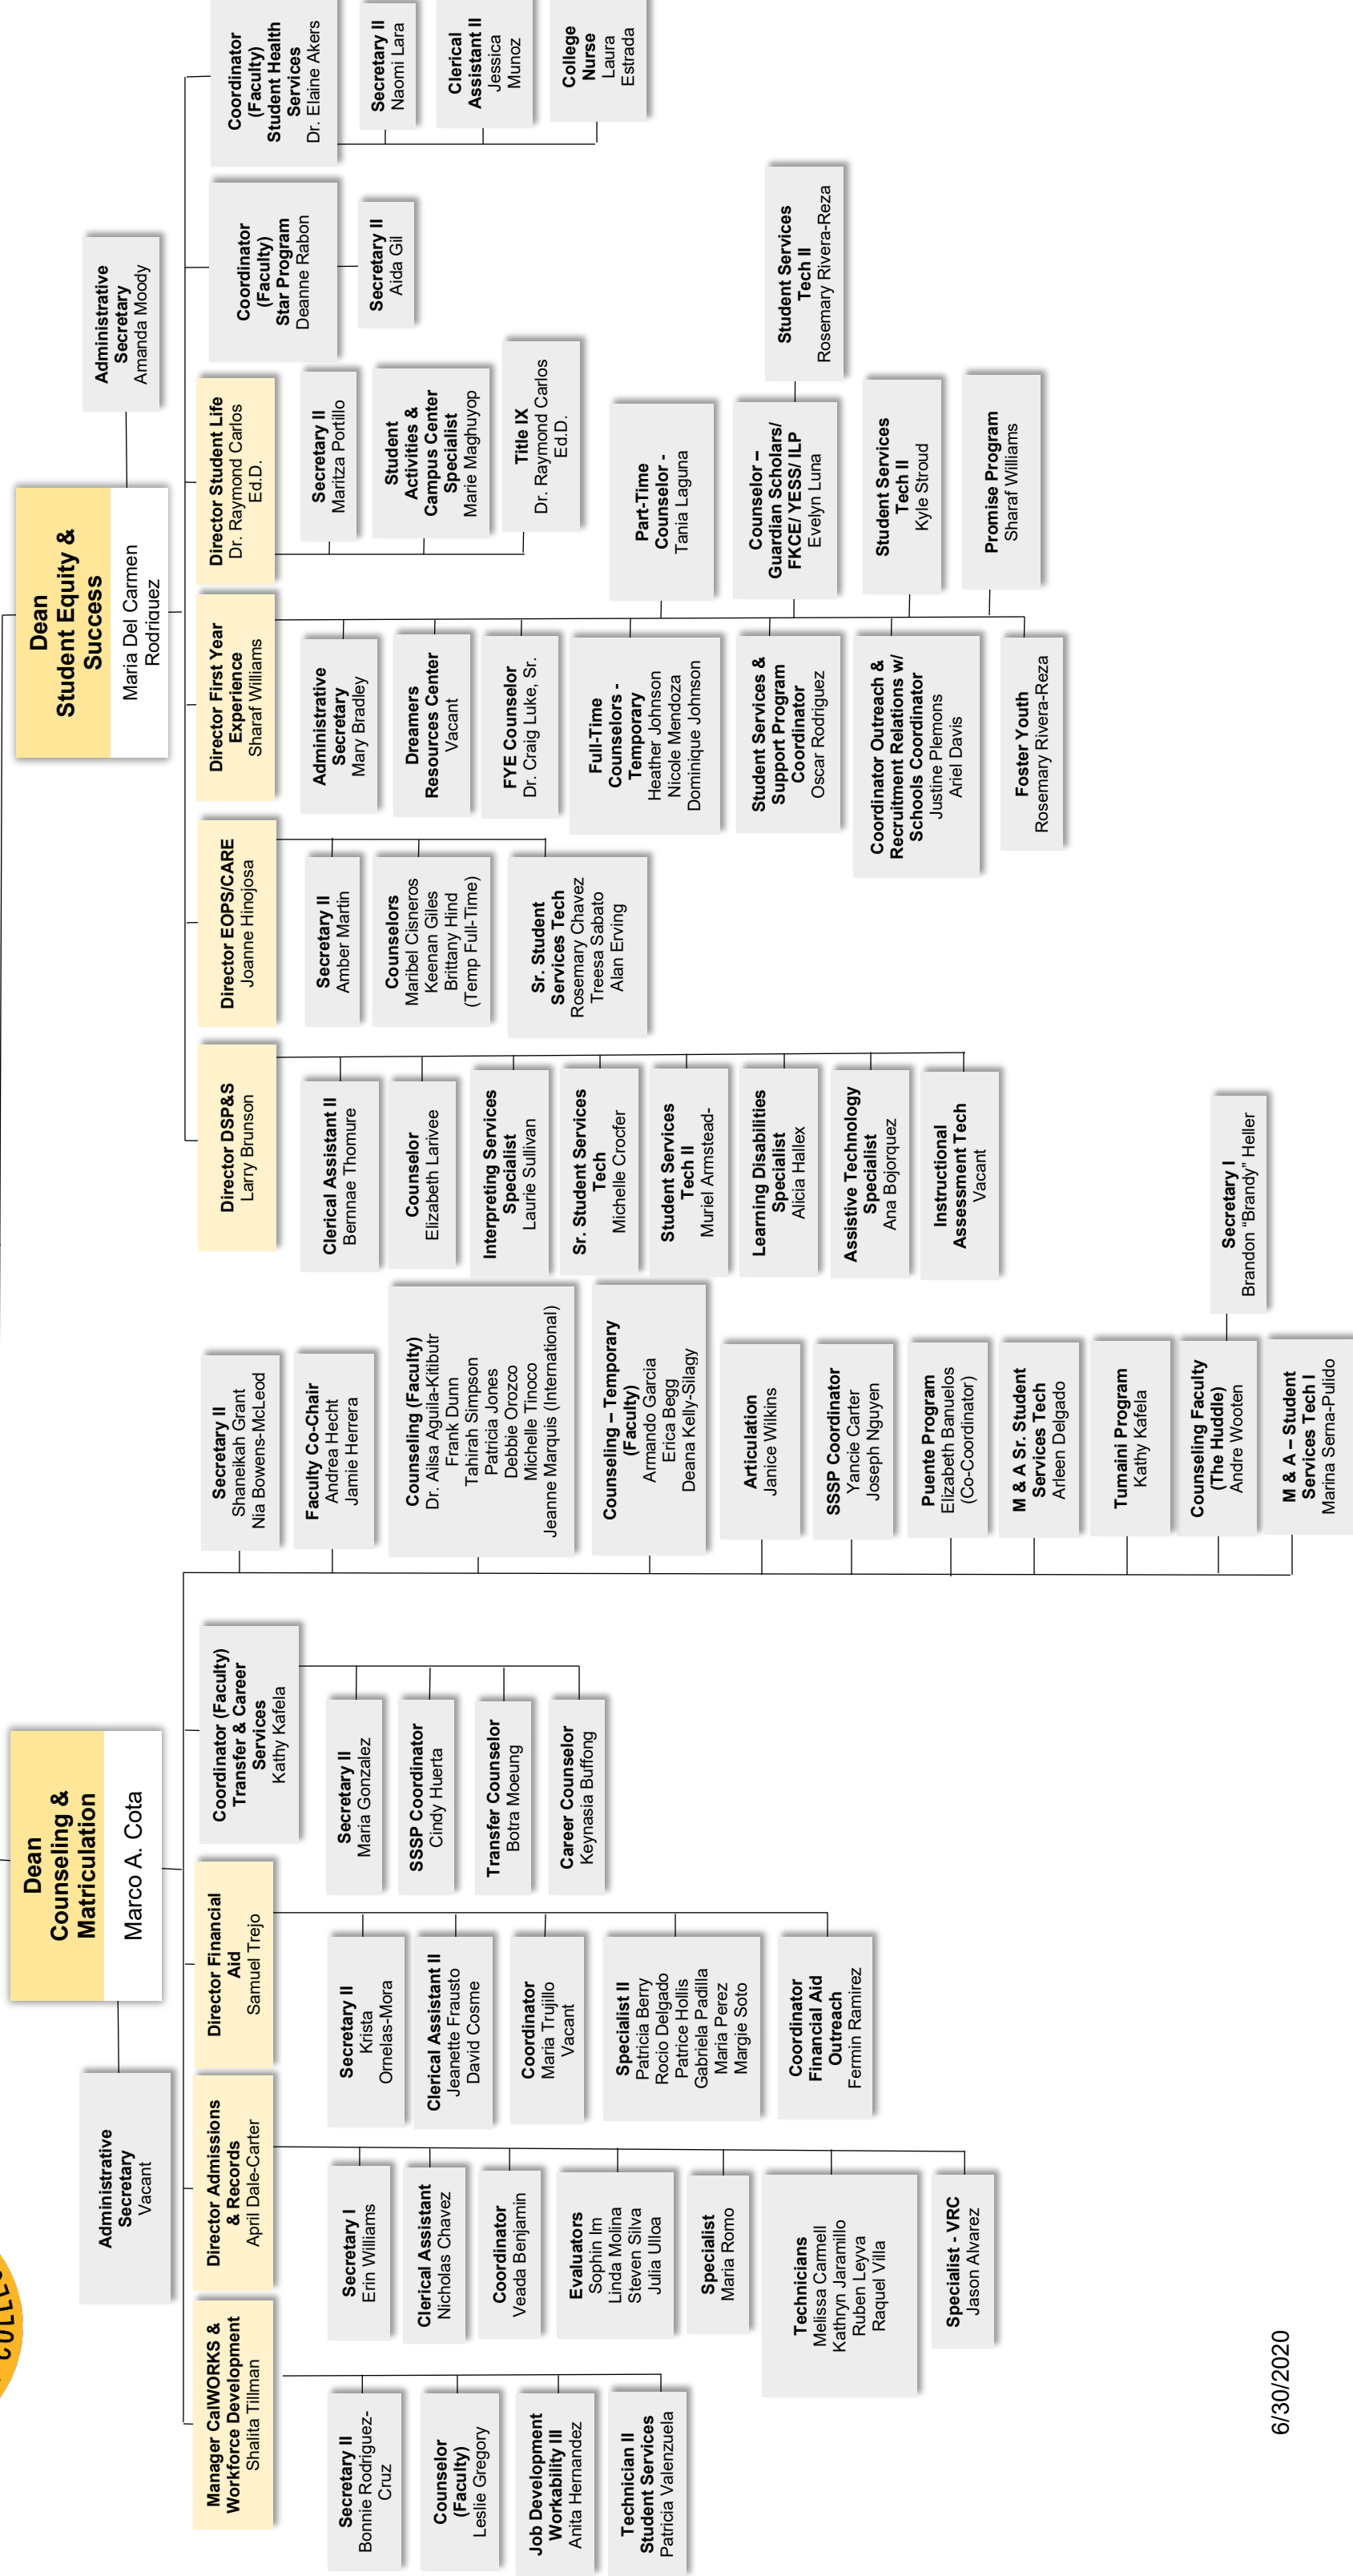 COLLEG
Dean
Counseling &
Matriculation
Marco A. Cota
Administrative
Secretary
Vacant
Manager CalWORKS &
Workforce Development
Shalita Tillman
Secretary II
Bonnie Rodriguez-
Cruz
Counselor
(Faculty)
Leslie Gregory
Job Development
Workability III
Anita Hernandez
Technician II
Student Services
Patricia Valenzuela
Director Admissions
& Records
April Dale-Carter
Secretary I
Erin Williams
Clerical Assistant
Nicholas Chavez
Coordinator
Veada Benjamin
Evaluators
Sophin Im
Linda Molina
Steven Silva
Julia Ulloa
Specialist
Maria Romo
Technicians
Melissa Carmell
Kathryn Jaramillo
Ruben Leyva
Raquel Villa
Specialist - VRC
Jason Alvarez
Director Financial
Aid
Samuel Trejo
Secretary II
Krista
Ornelas-Mora
Clerical Assistant II
Jeanette Frausto
David Cosme
Coordinator
Maria Trujillo
Vacant
Specialist II
Patricia Berry
Rocio Delgado
Patrice Hollis
Gabriela Padilla
Maria Perez
Margie Soto
Coordinator
Financial Aid
Outreach
Fermin Ramirez
Coordinator (Faculty)
Transfer & Career
Services
Kathy Kafela
Secretary II
Maria Gonzalez
SSSP Coordinator
Cindy Huerta
Transfer Counselor
Botra Moeung
Career Counselor
Keynasia Buffong
Secretary II
Shaneikah Grant
Nia Bowens-McLeod
Faculty Co-Chair
Andrea Hecht
Jamie Herrera
Counseling (Faculty)
Dr. Ailsa Aguila-Kitibutr
Frank Dunn
Tahirah Simpson
Patricia Jones
Debbie Orozco
Michelle Tinoco
Jeanne Marquis (International)
Counseling – Temporary
(Faculty)
Armando Garcia
Erica Begg
Deana Kelly-Silagy
Articulation
Janice Wilkins
SSSP Coordinator
Yancie Carter
Joseph Nguyen
Puente Program
Elizabeth Banuelos
(Co-Coordinator)
M & A Sr. Student
Services Tech
Arleen Delgado
Tumaini Program
Kathy Kafela
Counseling Faculty
(The Huddle)
Andre Wooten
Secretary I
Brandon “Brandy” Heller
M & A – Student
Services Tech I
Marina Serna-Pulido
Dean
Student Equity &
Success
Maria Del Carmen
Rodriquez
Administrative
Secretary
Amanda Moody
Director DSP&S
Larry Brunson
Clerical Assistant II
Bernnae Thomure
Counselor
Elizabeth Larivee
Interpreting Services
Specialist
Laurie Sullivan
Sr. Student Services
Tech
Michelle Crocfer
Student Services
Tech II
Muriel Armstead-
Learning Disabilities
Specialist
Alicia Hallex
Assistive Technology
Specialist
Ana Bojorquez
Instructional
Assessment Tech
Vacant
Director EOPS/CARE
Joanne Hinojosa
Secretary II
Amber Martin
Counselors
Maribel Cisneros
Keenan Giles
Brittany Hind
(Temp Full-Time)
Sr. Student
Services Tech
Rosemary Chavez
Treesa Sabato
Alan Erving
Director First Year
Experience
Sharaf Williams
Administrative
Secretary
Mary Bradley
Dreamers
Resources Center
Vacant
FYE Counselor
Dr. Craig Luke, Sr.
Full-Time
Counselors -
Temporary
Heather Johnson
Nicole Mendoza
Dominique Johnson
Student Services &
Support Program
Coordinator
Oscar Rodriguez
Coordinator Outreach &
Recruitment Relations w/
Schools Coordinator
Justine Plemons
Ariel Davis
Foster Youth
Rosemary Rivera-Reza
Part-Time
Counselor -
Tania Laguna
Counselor –
Guardian Scholars/
FKCE/ YESS/ ILP
Evelyn Luna
Student Services
Tech II
Rosemary Rivera-Reza
Student Services
Tech II
Kyle Stroud
Promise Program
Sharaf Williams
Director Student Life
Dr. Raymond Carlos
Ed.D.
Secretary II
Maritza Portillo
Student
Activities &
Campus Center
Specialist
Marie Maghuyop
Title IX
Dr. Raymond Carlos
Ed.D.
Coordinator
(Faculty)
Star Program
Deanne Rabon
Secretary II
Aida Gil
Coordinator
(Faculty)
Student Health
Services
Dr. Elaine Akers
Secretary II
Naomi Lara
Clerical
Assistant II
Jessica
Munoz
College
Nurse
Laura
Estrada
6/30/2020